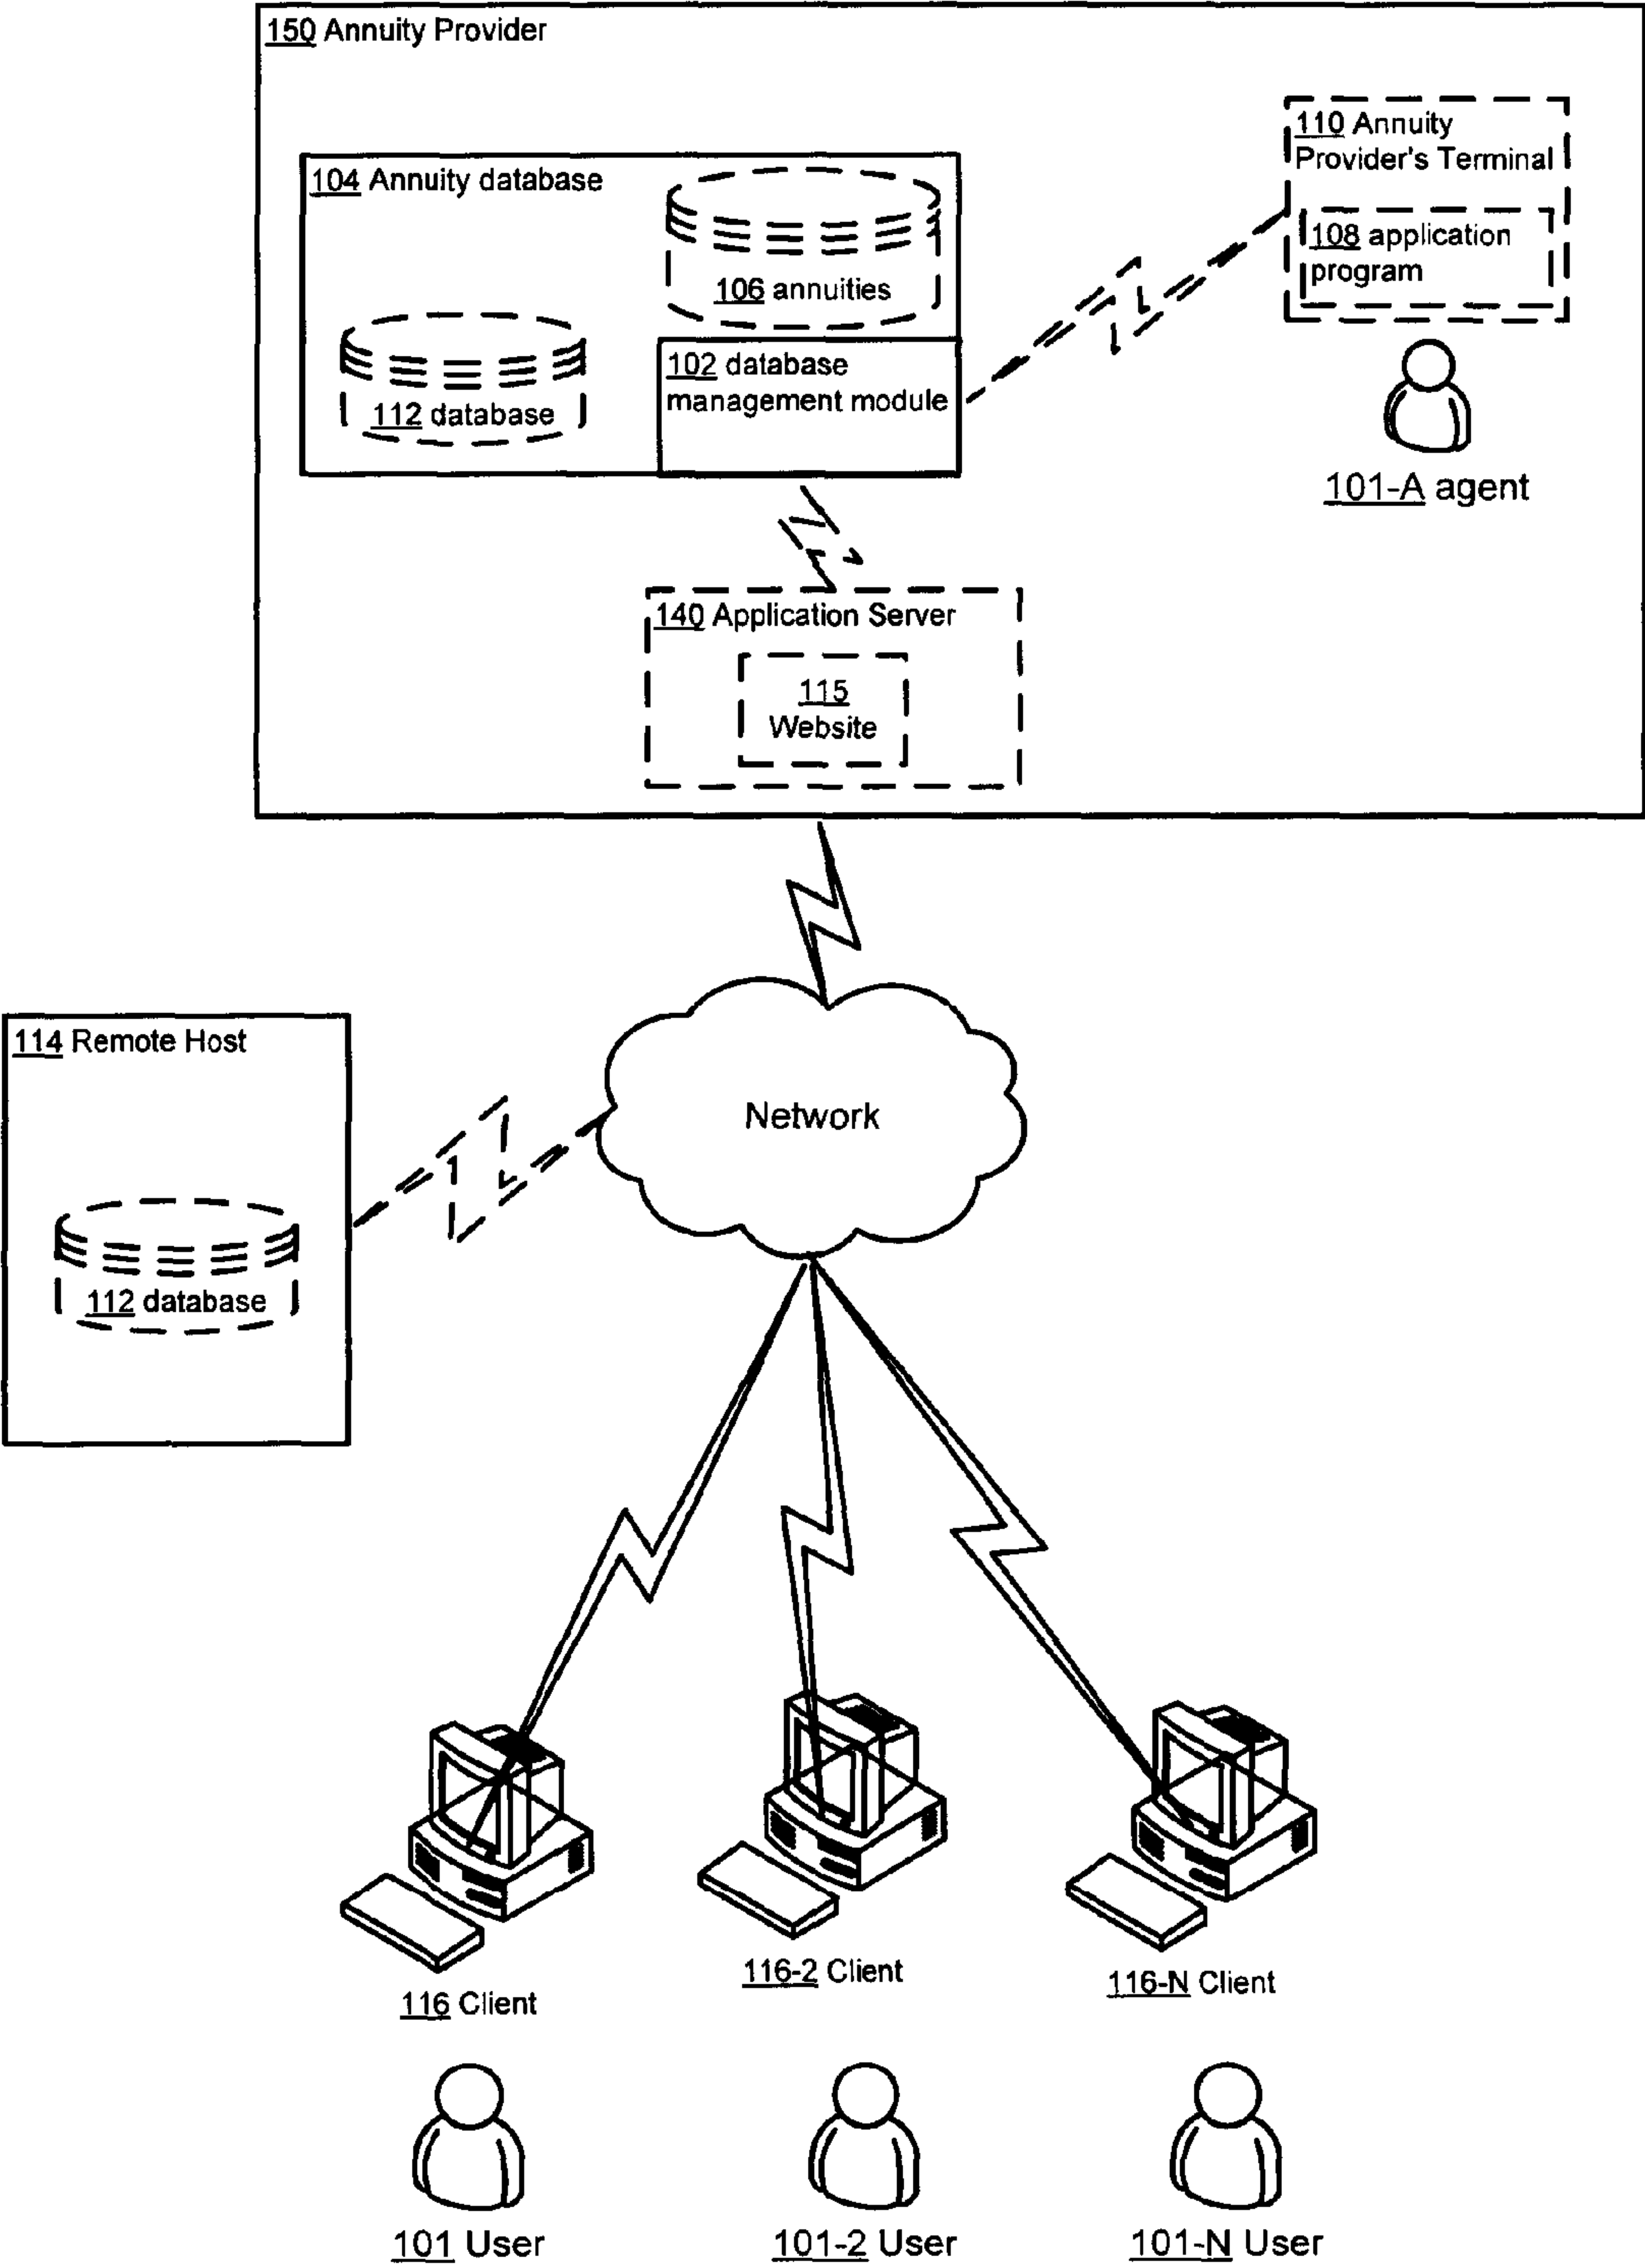 150 Annuity Provider
110 Annuity
Provider's Terminal
108 application
program
104 Annuity database
106 annuities
112 database
102 database
management module
101-A agent
140 Application Server
115
Website
114 Remote Host
Network
112 database
116 Client
116-2 Client
116-N Client
101 User
101-2 User
101-N User